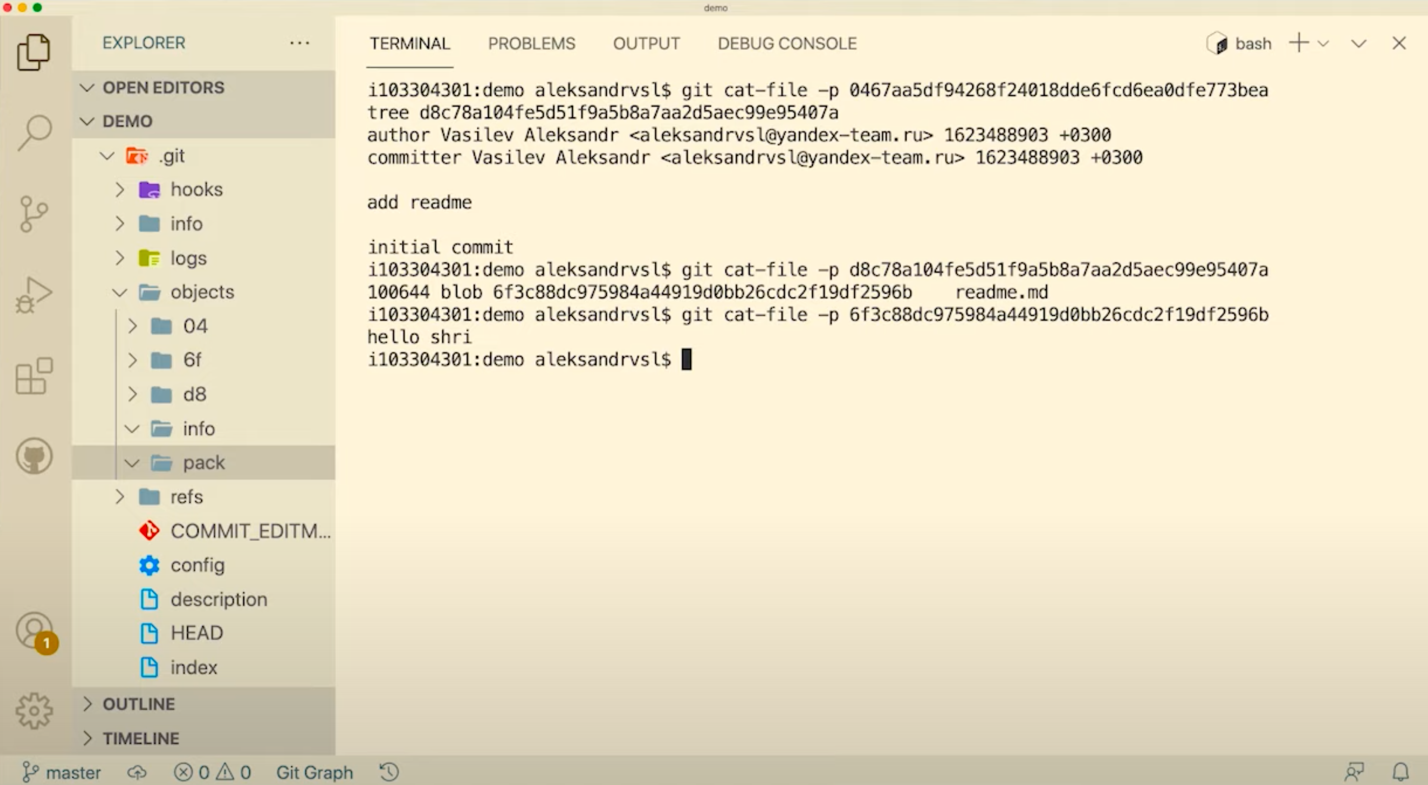 demo
EXPLORER
OPEN EDITORS
DEMO
.git
hooks
info
logs
objects
04
6f
d8
info
pack
refs
COMMIT_EDITM...
config
description
HEAD
index
OUTLINE
TIMELINE
1
TERMINAL PROBLEMS OUTPUT DEBUG CONSOLE bash
i103304301:demo aleksandrvsl$ git cat-file -p 0467aa5df94268f24018dde6fcd6ea0dfe773bea
tree d8c78a104fe5d51f9a5b8a7aa2d5aec99e95407a
author Vasilev Aleksandr <aleksandrvsl@yandex-team.ru> 1623488903 +0300
committer Vasilev Aleksandr <aleksandrvsl@yandex-team.ru> 1623488903 +0300
add readme
initial commit
i103304301:demo aleksandrvsl$ git cat-file -p d8c78a104fe5d51f9a5b8a7aa2d5aec99e95407a
100644 blob 6f3c88dc975984a44919d0bb26cdc2f19df2596b readme.md
i103304301:demo aleksandrvsl$ git cat-file -p 6f3c88dc975984a44919d0bb26cdc2f19df2596b
hello shri
i103304301:demo aleksandrvsl$
master 0 0 Git Graph